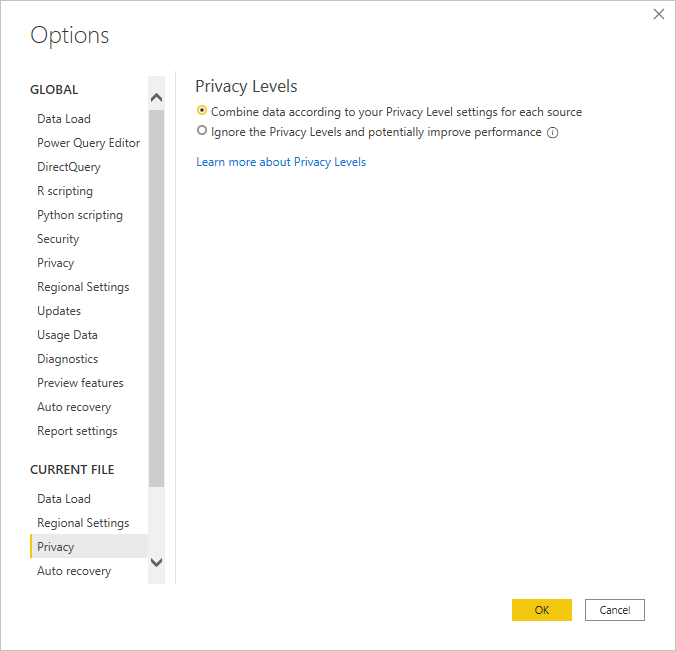 Options
GLOBAL
Data Load
Power Query Editor
DirectQuery
R scripting
Python scripting
Security
Privacy
Regional Settings
Updates
Usage Data
Diagnostics
Preview features
Auto recovery
Report settings
CURRENT FILE
Data Load
Regional Settings
Privacy
Auto recovery
Privacy Levels
Combine data according to your Privacy Level settings for each source
Ignore the Privacy Levels and potentially improve performance
Learn more about Privacy Levels
OK
Cancel